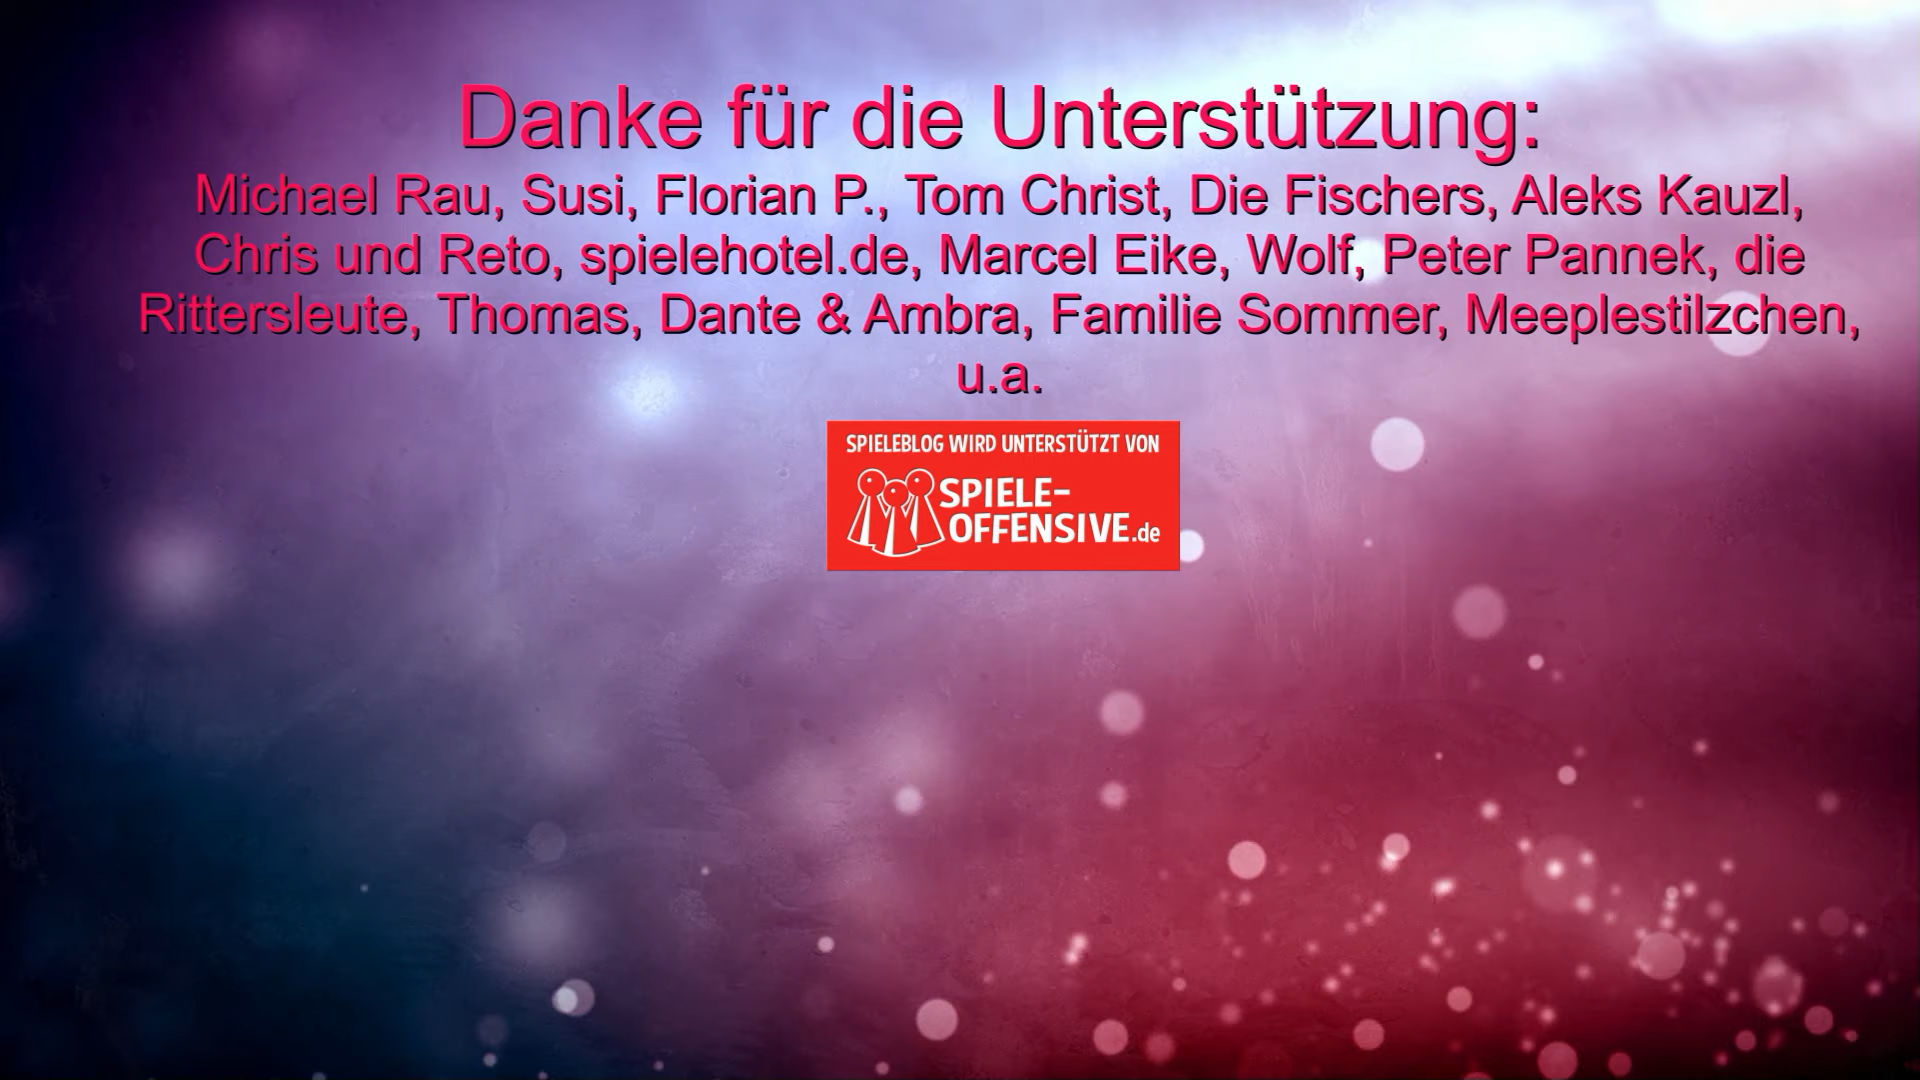 Danke für die Unterstützung:
Michael Rau, Susi, Florian P., Tom Christ, Die Fischers, Aleks Kauzl,
Chris und Reto, spielehotel.de, Marcel Eike, Wolf, Peter Pannek, die
Rittersleute, Thomas, Dante & Ambra, Familie Sommer, Meeplestilzchen,
u.a.
SPIELEBLOG WIRD UNTERSTÜTZT VON
SPIELE-
OFFENSIVE.de